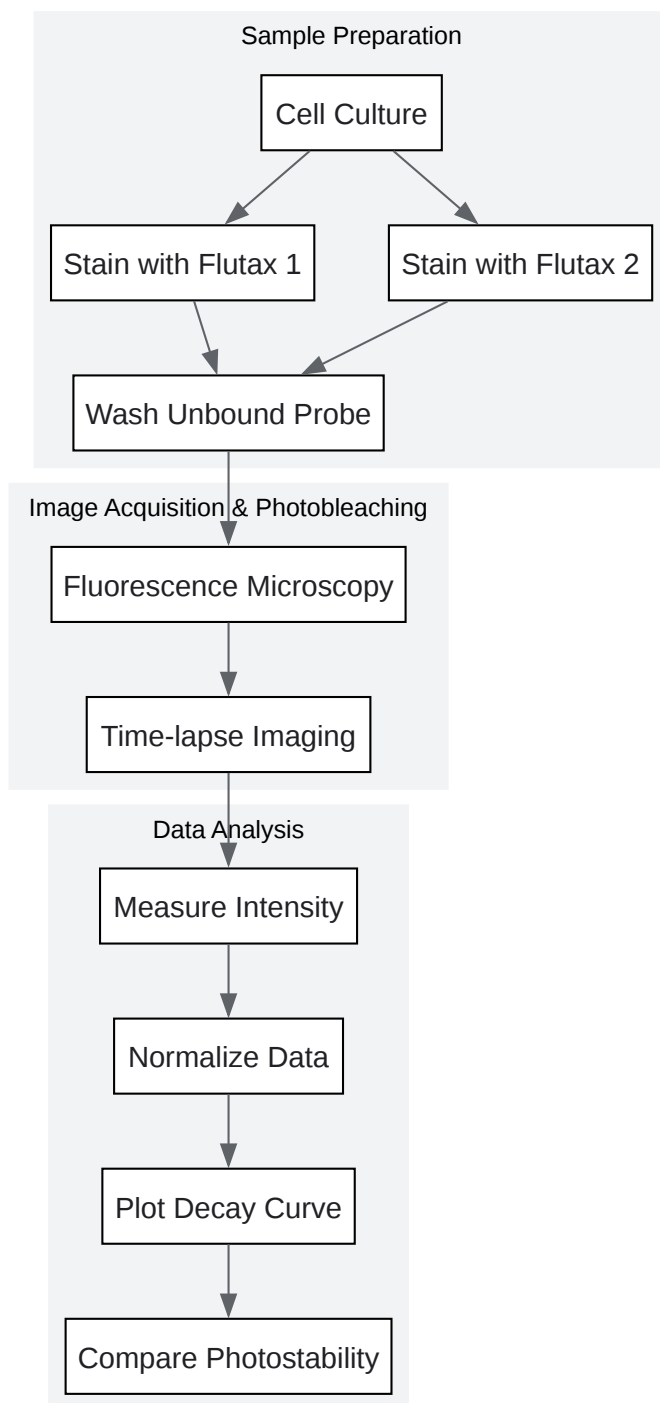 Sample Preparation
Cell Culture
Stain with Flutax 1
Stain with Flutax 2
Wash Unbound Probe
Image Acquisition & Photobleaching
Fluorescence Microscopy
Time-lapse Imaging
Data Analysis
Measure Intensity
Normalize Data
Plot Decay Curve
Compare Photostability